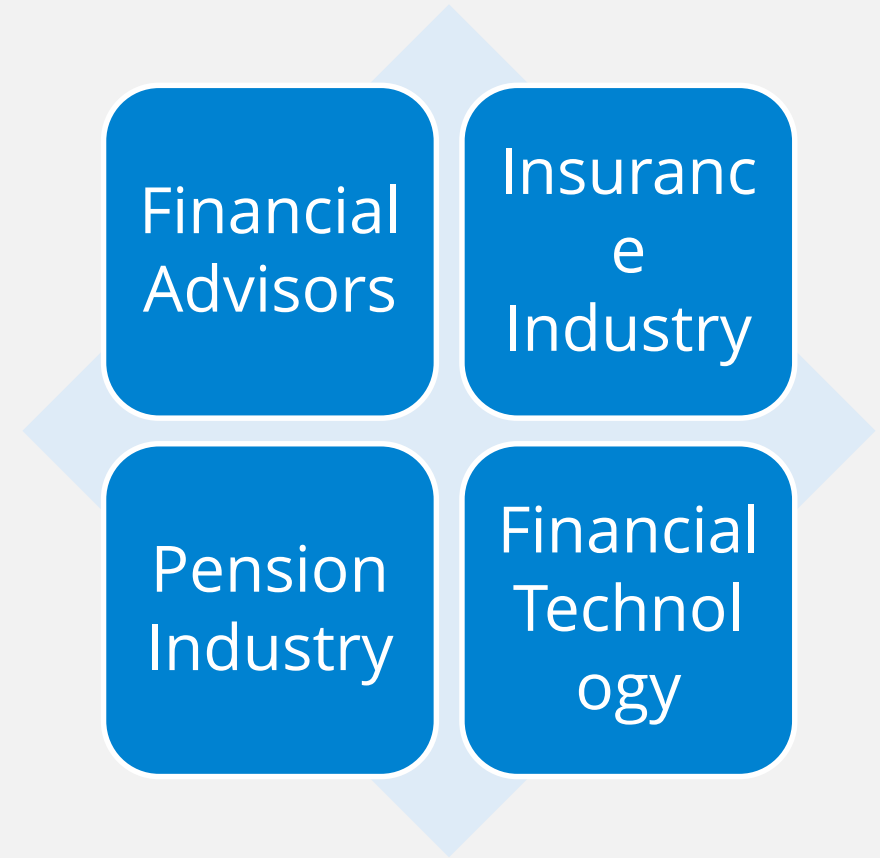 Financial
Advisors
Insuranc
e
Industry
Pension
Industry
Financial
Technol
ogy